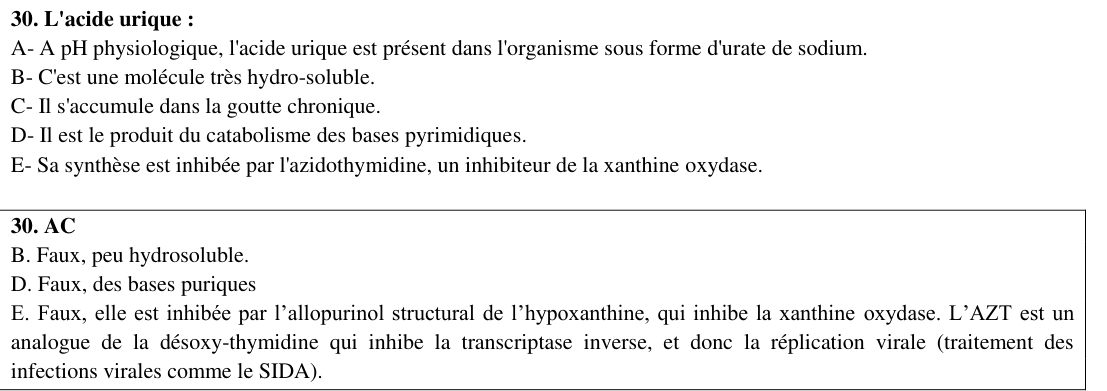 30. L'acide urique :
A- A pH physiologique, l'acide urique est présent dans l'organisme sous forme d'urate de sodium.
B- C'est une molécule très hydro-soluble.
C- Il s'accumule dans la goutte chronique.
D- Il est le produit du catabolisme des bases pyrimidiques.
E- Sa synthèse est inhibée par l'azidothymidine, un inhibiteur de la xanthine oxydase.
30. AC
B. Faux, peu hydrosoluble.
D. Faux, des bases puriques
E. Faux, elle est inhibée par l’allopurinol structural de l’hypoxanthine, qui inhibe la xanthine oxydase. L’AZT est un
analogue de la désoxy-thymidine qui inhibe la transcriptase inverse, et donc la réplication virale (traitement des
infections virales comme le SIDA).